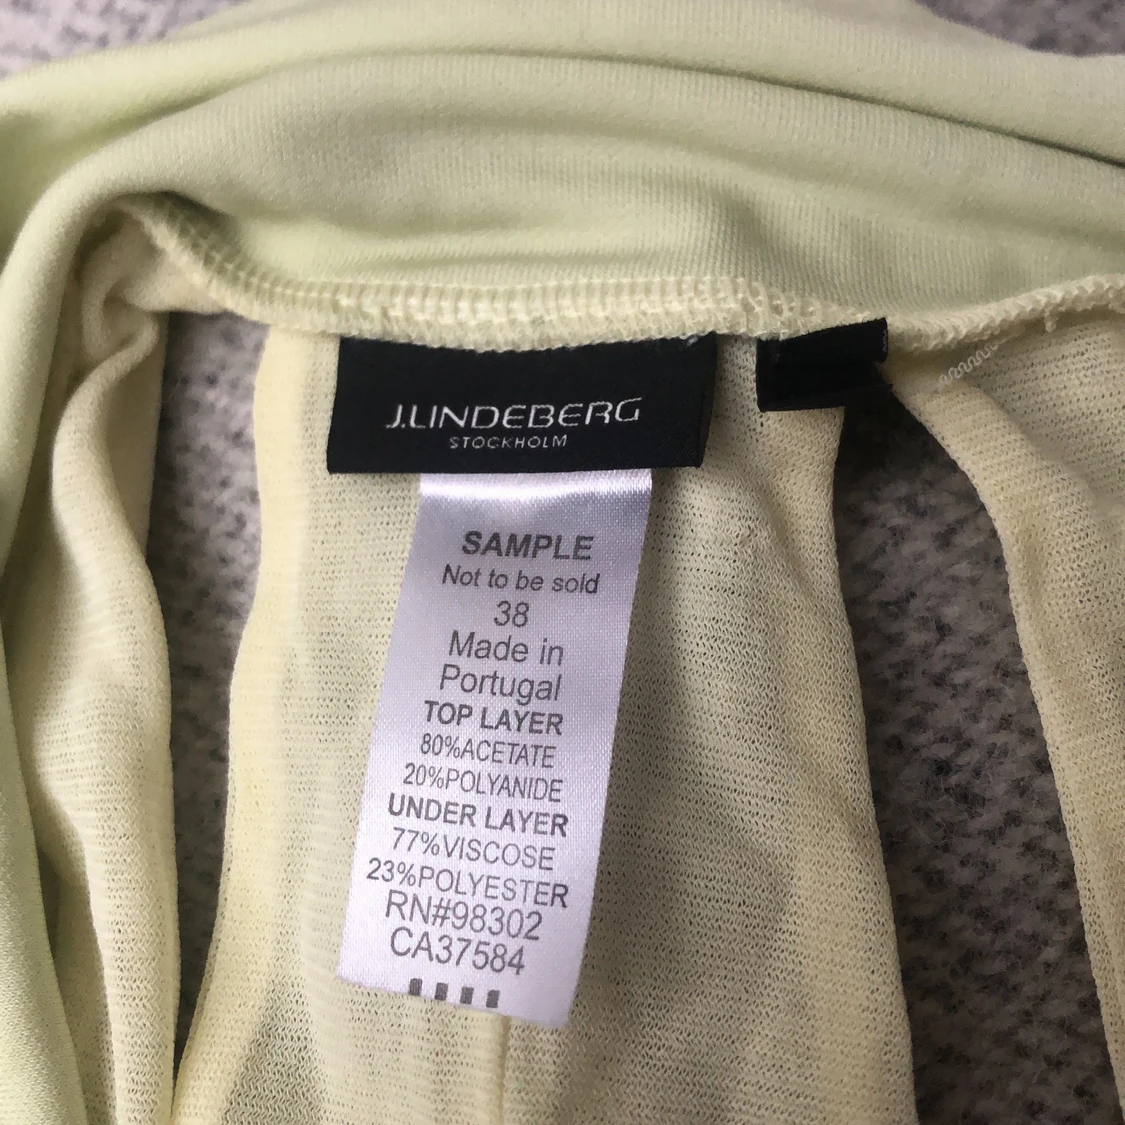 J.LINDEBERG
STOCKHOLM
SAMPLE
Not to be sold
38
Made in
Portugal
TOP LAYER
80%ACETATE
20%POLYANIDE
UNDER LAYER
77%VISCOSE
23%POLYESTER
RN#98302
CA37584